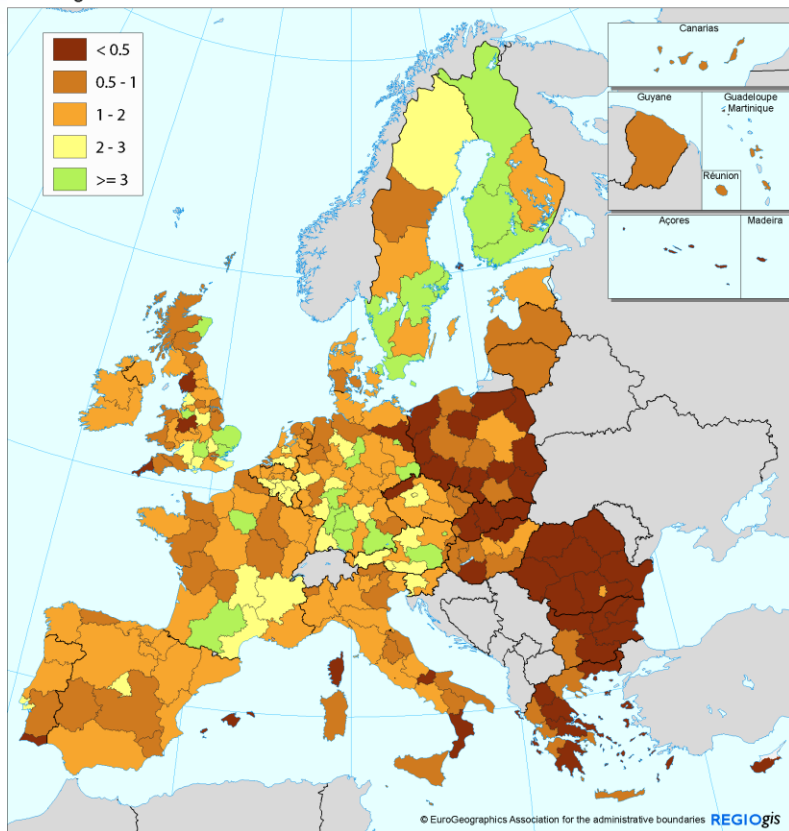 < 0.5
0.5 - 1
1 - 2
2 - 3
>= 3
Canarias
Guyane
Guadeloupe
Martinique
Réunion
Açores
Madeira
© EuroGeographics Association for the administrative boundaries
REGIOgis